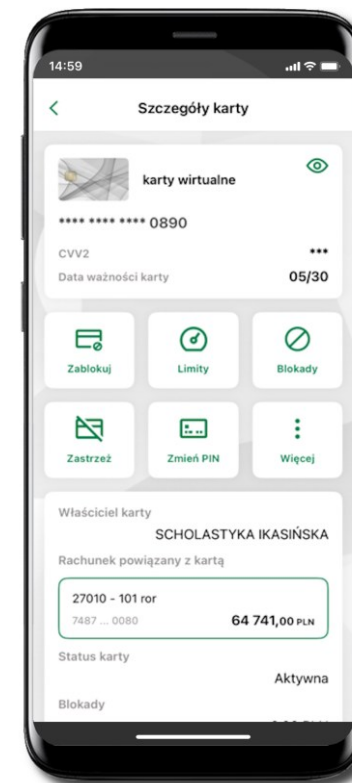 14:59
Szczegóły karty
karty wirtualne
**** **** **** 0890
CVV2 ***
Data ważności karty 05/30
Zablokuj Limity Blokady
Zastrzeż Zmień PIN Więcej
Właściciel karty
SCHOLASTYKA IKASIŃSKA
Rachunek powiązany z kartą
27010 - 101 ror
7487 ... 0080 64 741,00 PLN
Status karty
Aktywna
Blokady